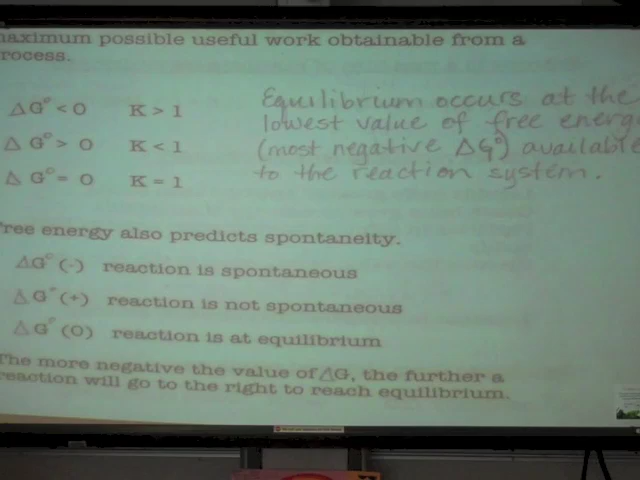 maximum possible useful work obtainable from a
process.
ΔG° < 0 K > 1
ΔG° > 0 K < 1
ΔG° = 0 K = 1
Equilibrium occurs at the
lowest value of free energ
(most negative ΔG°) available
to the reaction system.
Free energy also predicts spontaneity.
ΔG° (-) reaction is spontaneous
ΔG° (+) reaction is not spontaneous
ΔG° (0) reaction is at equilibrium
The more negative the value of ΔG, the further a
reaction will go to the right to reach equilibrium.